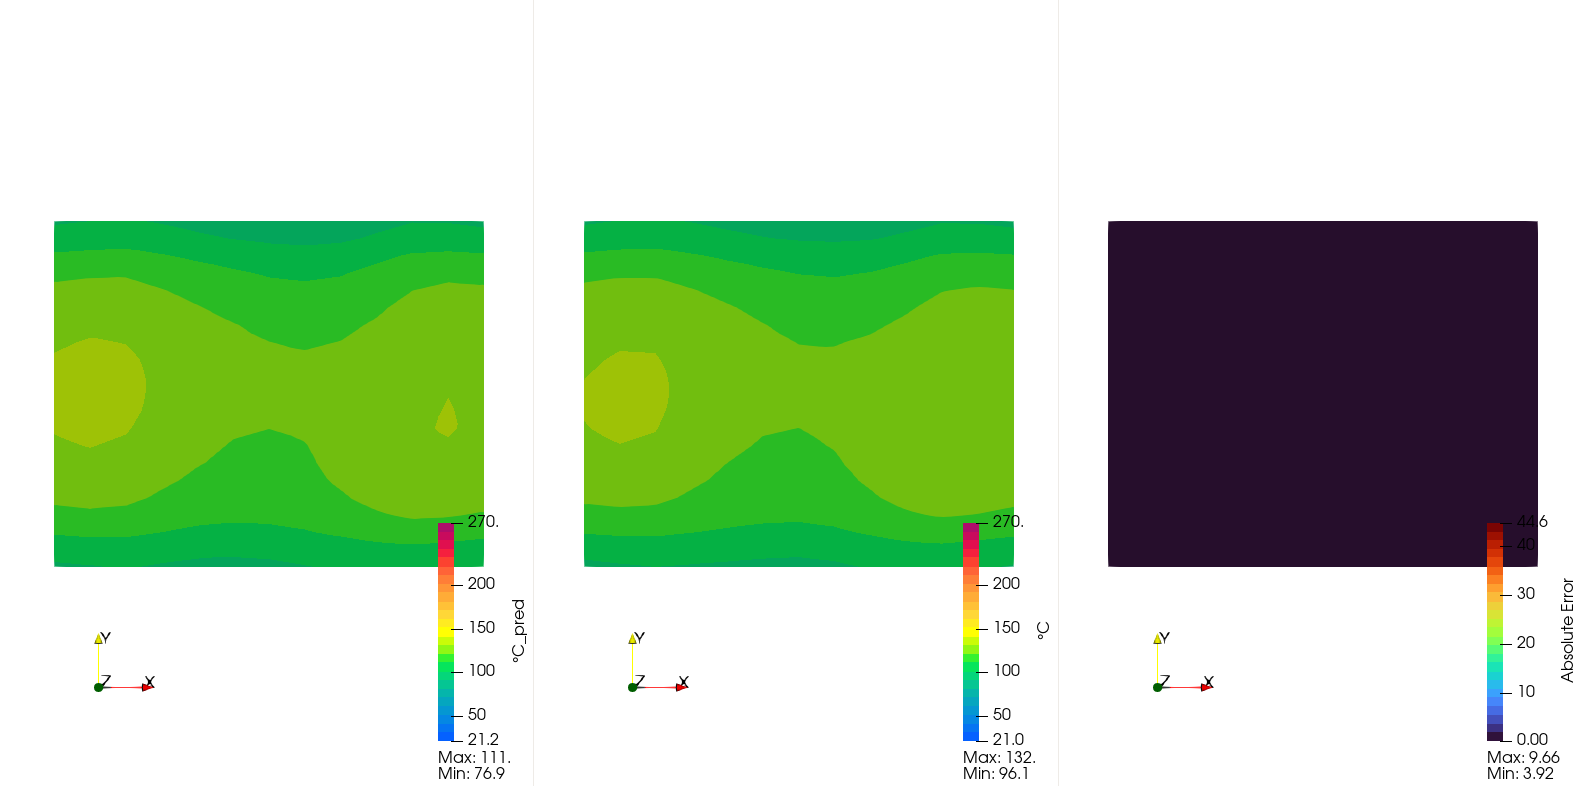 270.
200
150
100
50
21.2
°C_pred
Max: 111.
Min: 76.9
Y
Z
X
270.
200
150
100
50
21.0
°C
Max: 132.
Min: 96.1
Y
Z
X
44.6
40
30
20
10
0.00
Absolute Error
Max: 9.66
Min: 3.92
Y
Z
X